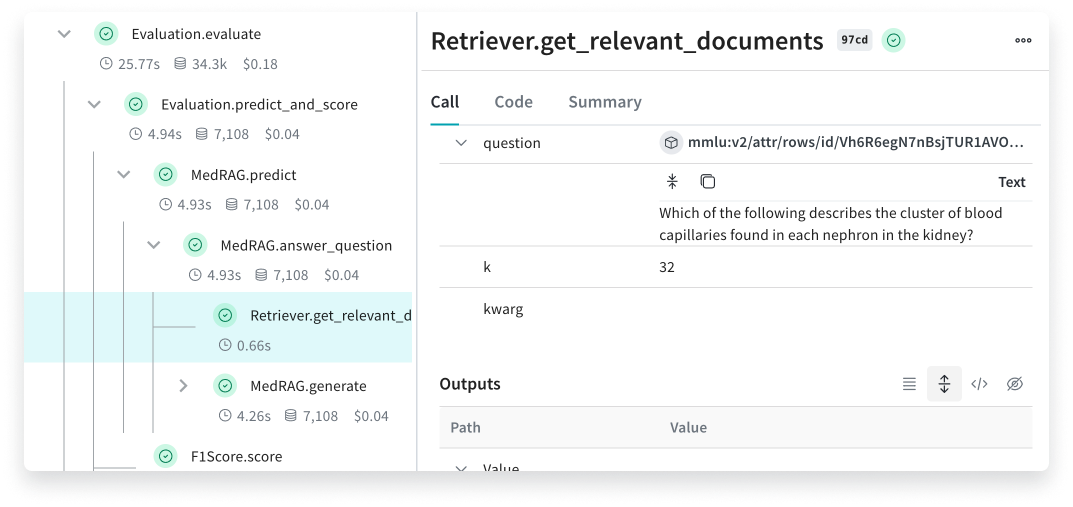 Evaluation.evaluate
25.77s 34.3k $0.18
Evaluation.predict_and_score
4.94s 7,108 $0.04
MedRAG.predict
4.93s 7,108 $0.04
MedRAG.answer_question
4.93s 7,108 $0.04
Retriever.get_relevant_d
0.66s
MedRAG.generate
4.26s 7,108 $0.04
F1Score.score
Retriever.get_relevant_documents 97cd
Call Code Summary
question mmlu:v2/attr/rows/id/Vh6R6egN7nBsjTUR1AVO...
Text
Which of the following describes the cluster of blood
capillaries found in each nephron in the kidney?
k 32
kwarg
Outputs
Path Value
Value